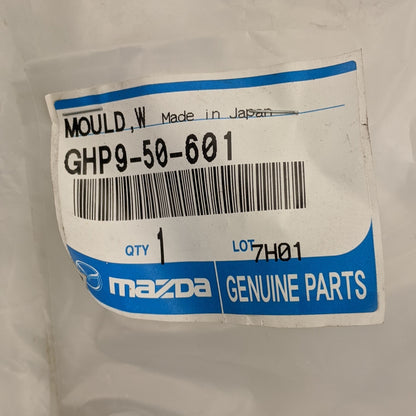 MOULD,W Made in Japan
GHP9-50-601
QTY 1 LOT 7H01
mazda GENUINE PARTS